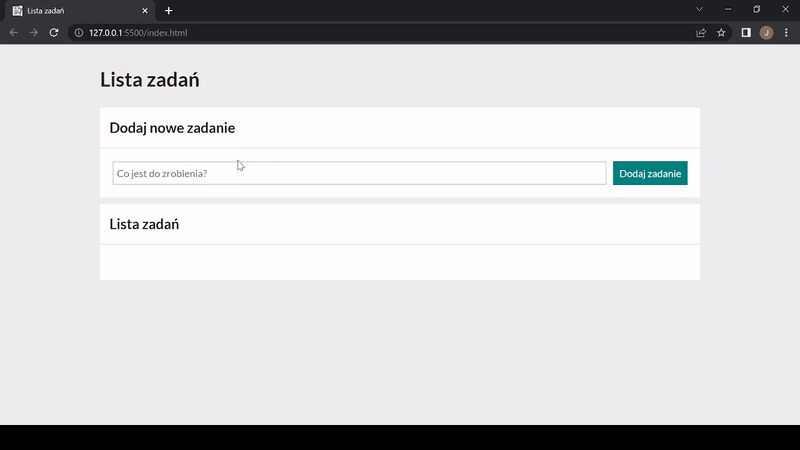 Lista zadań
127.0.0.1:5500/index.html
J
Lista zadań
Dodaj nowe zadanie
Co jest do zrobienia?
Dodaj zadanie
Lista zadań